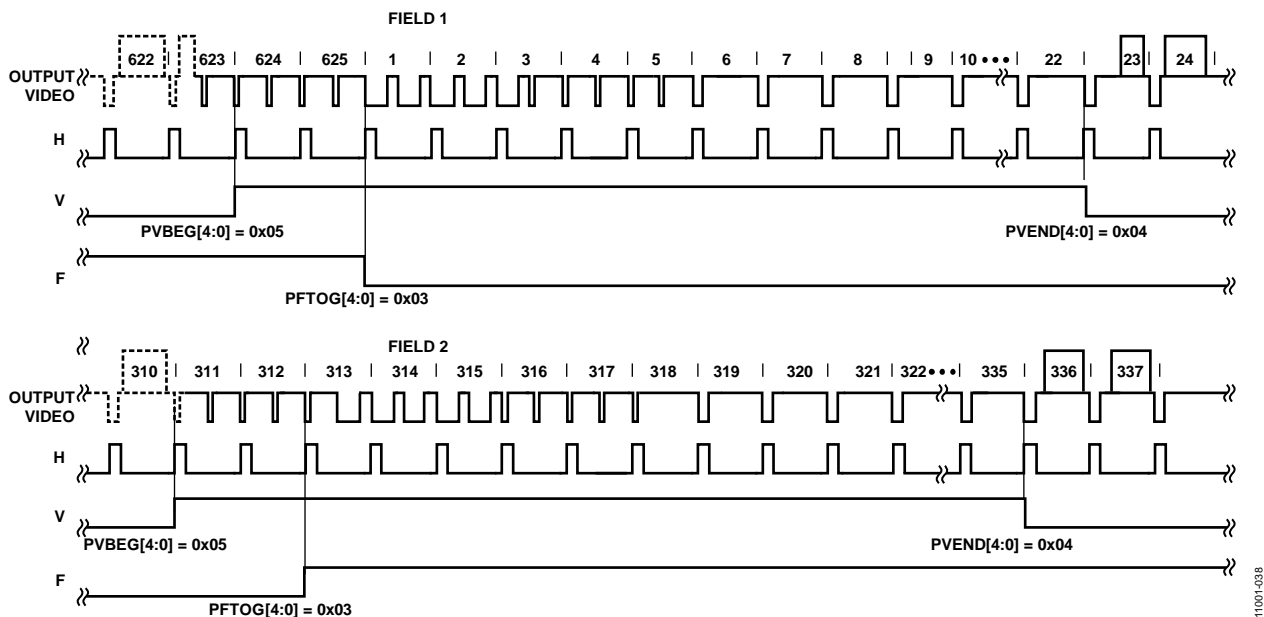 FIELD 1
622 623 624 625 1 2 3 4 5 6 7 8 9 10 ••• 22 23 24
OUTPUT
VIDEO
H
V
PVBEG[4:0] = 0x05 PVEND[4:0] = 0x04
F
PFTOG[4:0] = 0x03
FIELD 2
310 311 312 313 314 315 316 317 318 319 320 321 322 ••• 335 336 337
OUTPUT
VIDEO
H
V
PVBEG[4:0] = 0x05 PVEND[4:0] = 0x04
F
PFTOG[4:0] = 0x03
11001-038